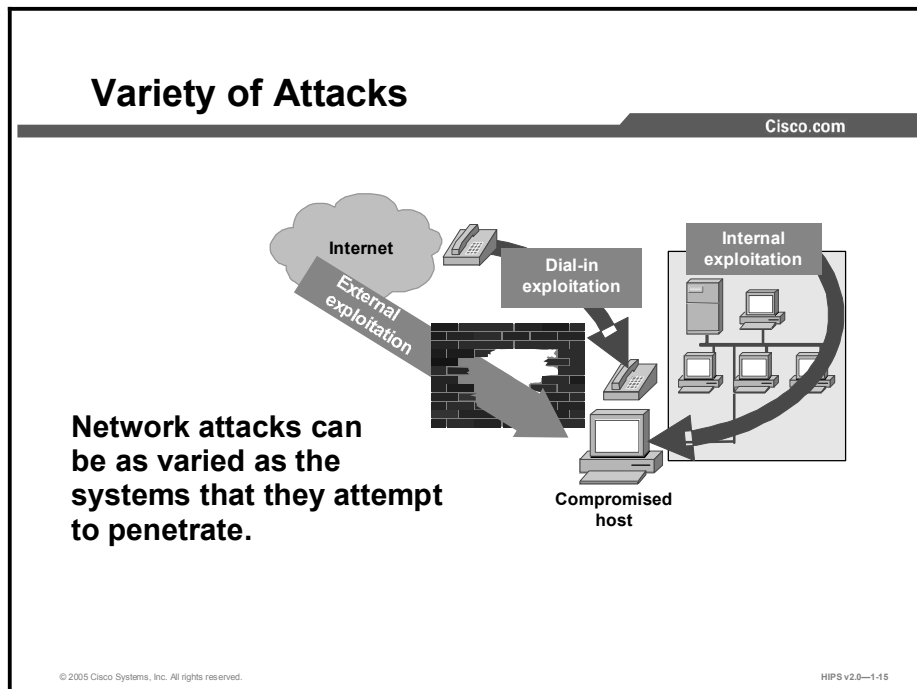 Variety of Attacks
Cisco.com
Internet
External
exploitation
Dial-in
exploitation
Internal
exploitation
Compromised
host
Network attacks can
be as varied as the
systems that they attempt
to penetrate.
© 2005 Cisco Systems, Inc. All rights reserved.
HIPS v2.0—1-15